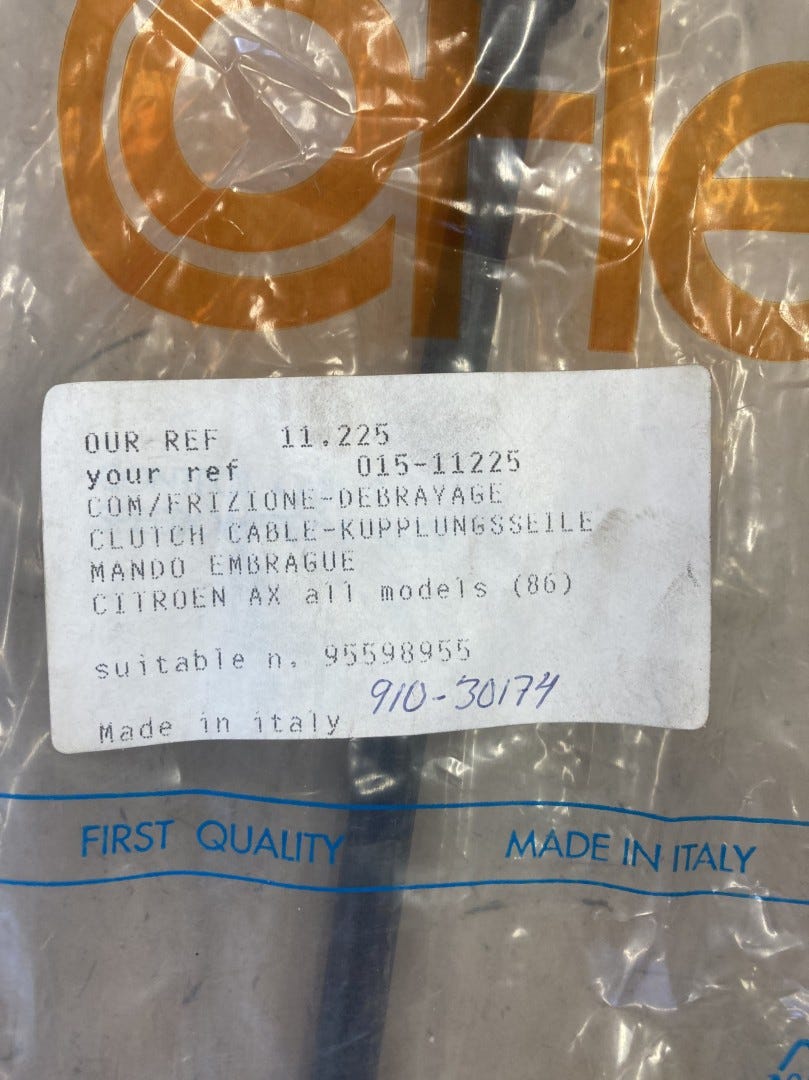 Cofle
OUR REF 11.225
your ref 015-11225
COM/FRIZIONE-DEBRAYAGE
CLUTCH CABLE-KUPPLUNGSSEILE
MANDO EMBRAGUE
CITROEN AX all models (86)
suitable n. 95598955
910-30174
Made in italy
FIRST QUALITY MADE IN ITALY